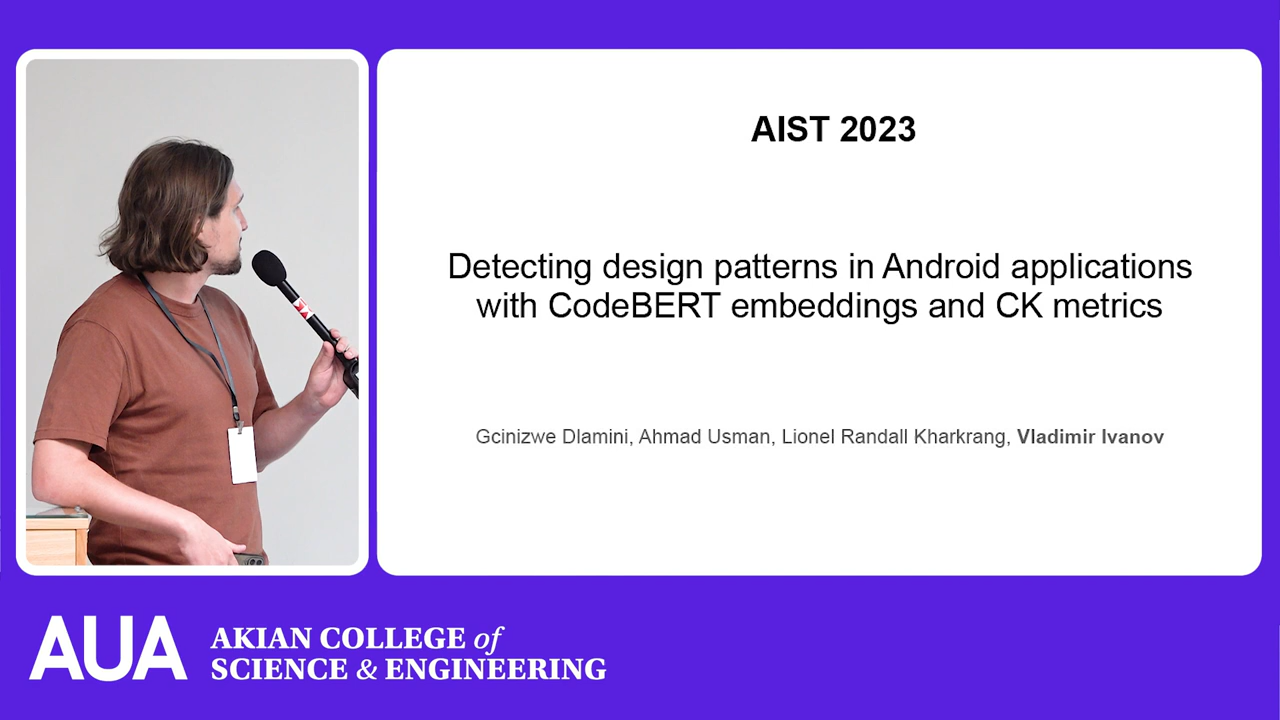 AIST 2023
Detecting design patterns in Android applications
with CodeBERT embeddings and CK metrics
Gcinizwe Dlamini, Ahmad Usman, Lionel Randall Kharkrang, Vladimir Ivanov
AUA
AKIAN COLLEGE of
SCIENCE & ENGINEERING